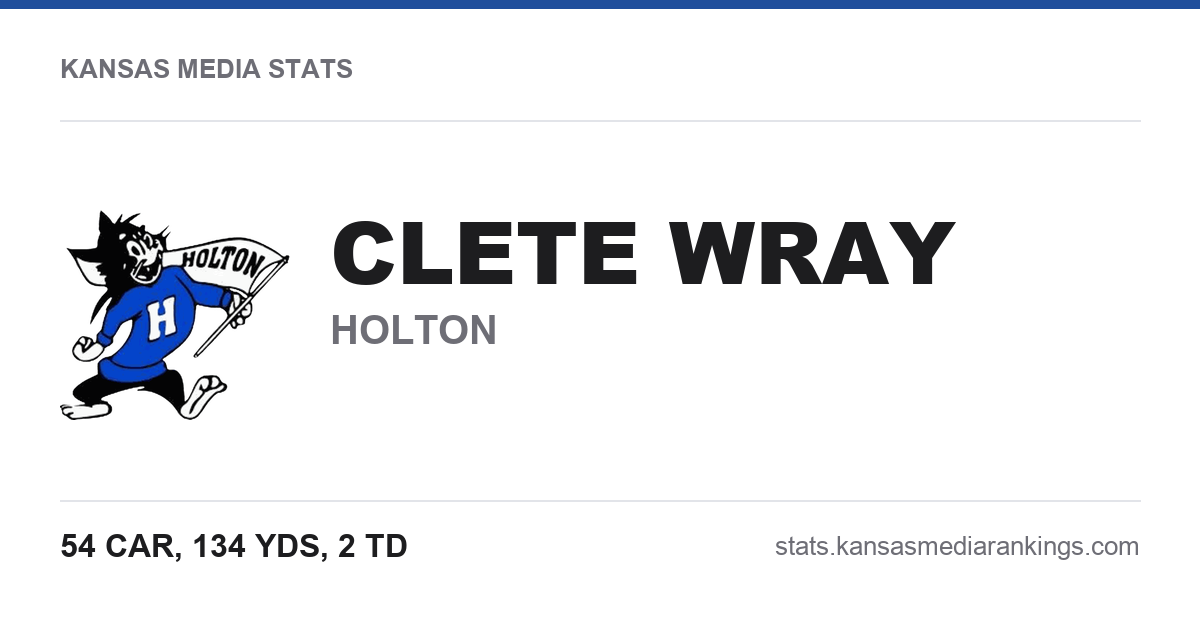 KANSAS MEDIA STATS
HOLTON
H
CLETE WRAY
HOLTON
54 CAR, 134 YDS, 2 TD
stats.kansasmediarankings.com